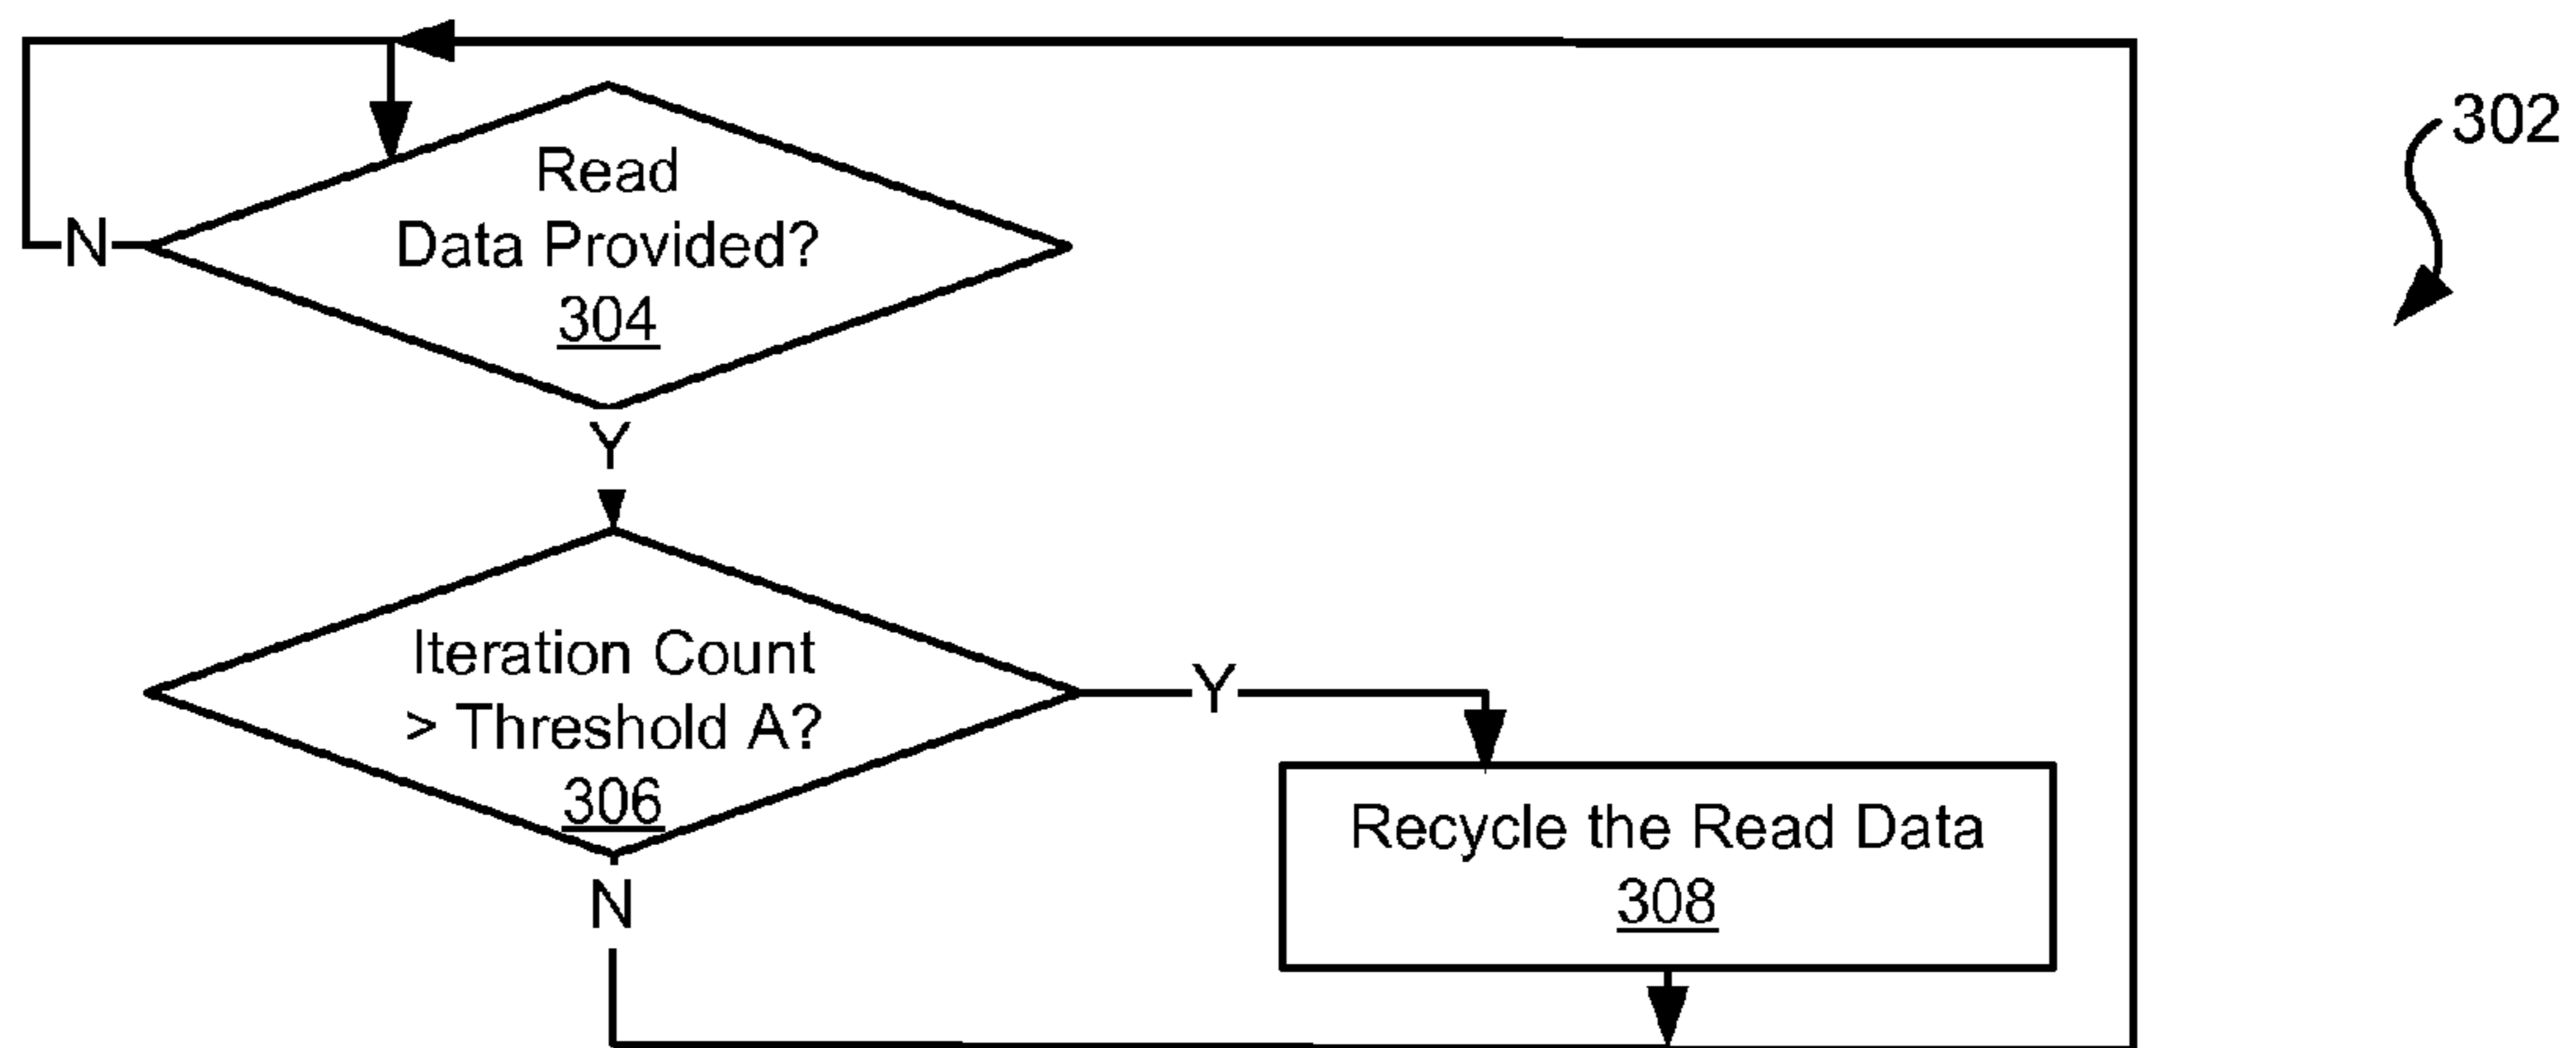 302
Read
Data Provided?
304
N
Y
Iteration Count
> Threshold A?
306
Y
Recycle the Read Data
308
N